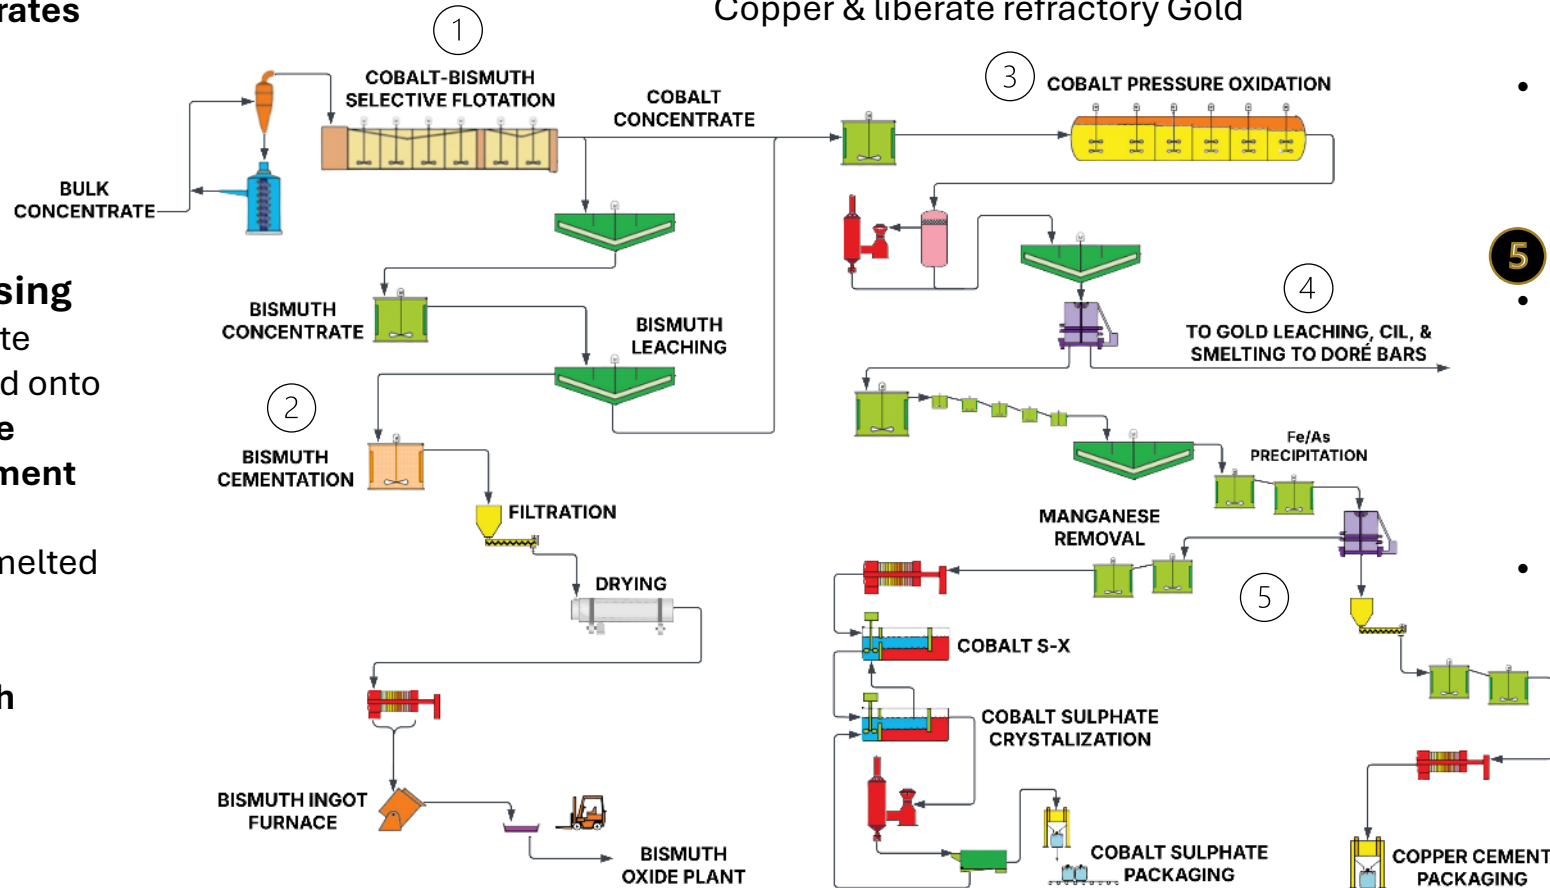 rates
Copper & liberate refractory Gold
1
COBALT-BISMUTH
SELECTIVE FLOTATION
COBALT
CONCENTRATE
3
COBALT PRESSURE OXIDATION
BULK
CONCENTRATE
sing
te
d onto
e
ment
melted
h
BISMUTH
CONCENTRATE
BISMUTH
LEACHING
2
BISMUTH
CEMENTATION
FILTRATION
DRYING
BISMUTH INGOT
FURNACE
BISMUTH
OXIDE PLANT
4
TO GOLD LEACHING, CIL, &
SMELTING TO DORÉ BARS
5
Fe/As
PRECIPITATION
MANGANESE
REMOVAL
5
COBALT S-X
COBALT SULPHATE
CRYSTALIZATION
COBALT SULPHATE
PACKAGING
COPPER CEMENT
PACKAGING